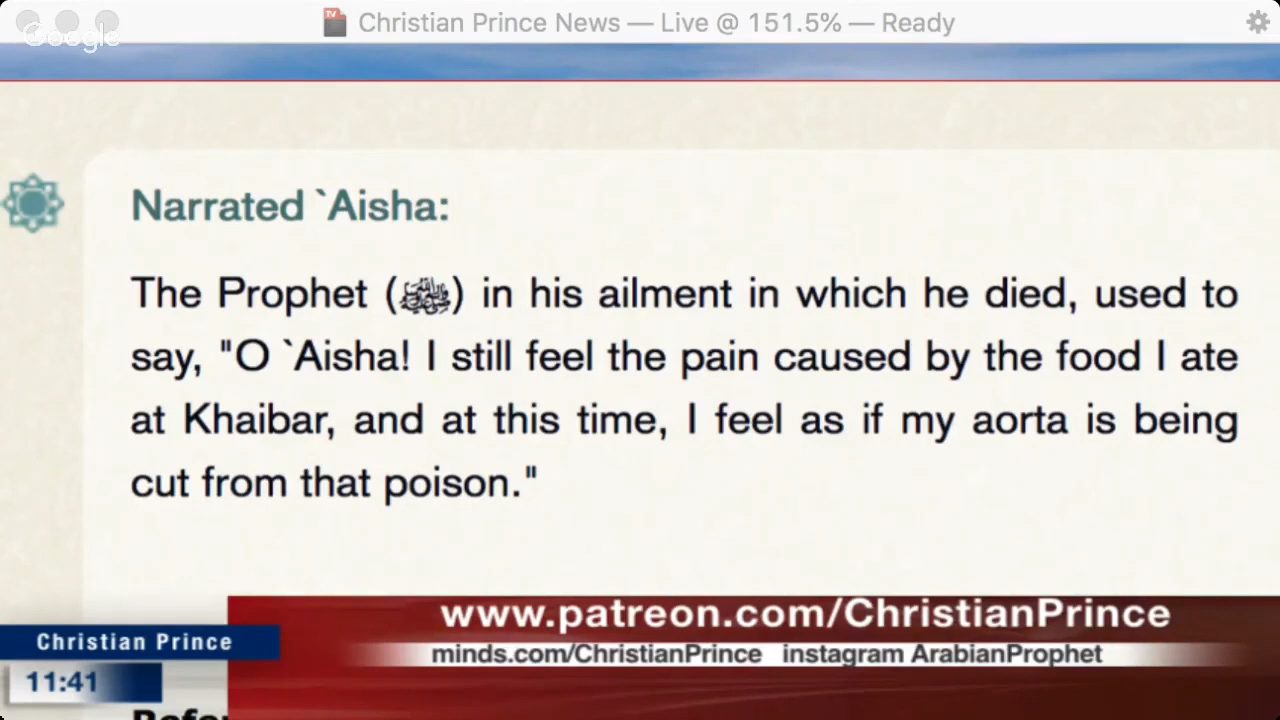 Christian Prince News — Live @ 151.5% — Ready
Google
Narrated `Aisha:
The Prophet (ﷺ) in his ailment in which he died, used to
say, "O `Aisha! I still feel the pain caused by the food I ate
at Khaibar, and at this time, I feel as if my aorta is being
cut from that poison."
www.patreon.com/ChristianPrince
Christian Prince
minds.com/ChristianPrince instagram ArabianProphet
11:41